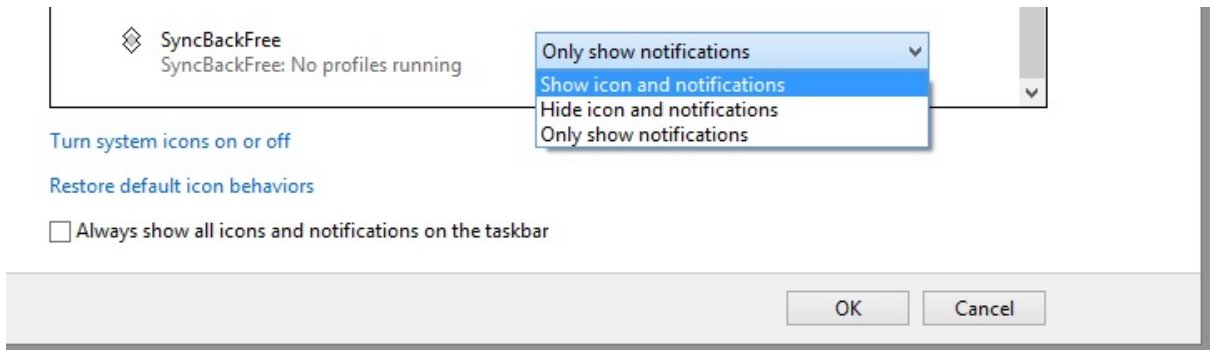 SyncBackFree
SyncBackFree: No profiles running
Only show notifications
Show icon and notifications
Hide icon and notifications
Only show notifications
Turn system icons on or off
Restore default icon behaviors
Always show all icons and notifications on the taskbar
OK
Cancel